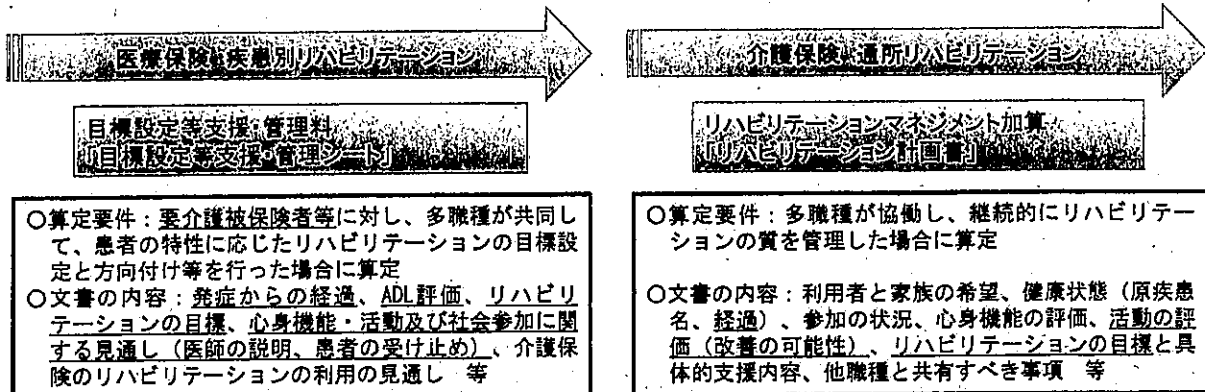 医療保険:疾患別リハビリテーション
目標設定等支援・管理料
「目標設定等支援・管理シート」
○算定要件：要介護被保険者等に対し、多職種が共同し
て、患者の特性に応じたリハビリテーションの目標設
定と方向付け等を行った場合に算定
○文書の内容：発症からの経過、ADL評価、リハビリ
テーションの目標、心身機能・活動及び社会参加に関
する見通し（医師の説明、患者の受け止め）、介護保
険のリハビリテーションの利用の見通し 等
介護保険:通所リハビリテーション
リハビリテーションマネジメント加算
「リハビリテーション計画書」
○算定要件：多職種が協働し、継続的にリハビリテー
ションの質を管理した場合に算定
○文書の内容：利用者と家族の希望、健康状態（原疾患
名、経過）、参加の状況、心身機能の評価、活動の評
価（改善の可能性）、リハビリテーションの目標と具
体的支援内容、他職種と共有すべき事項 等